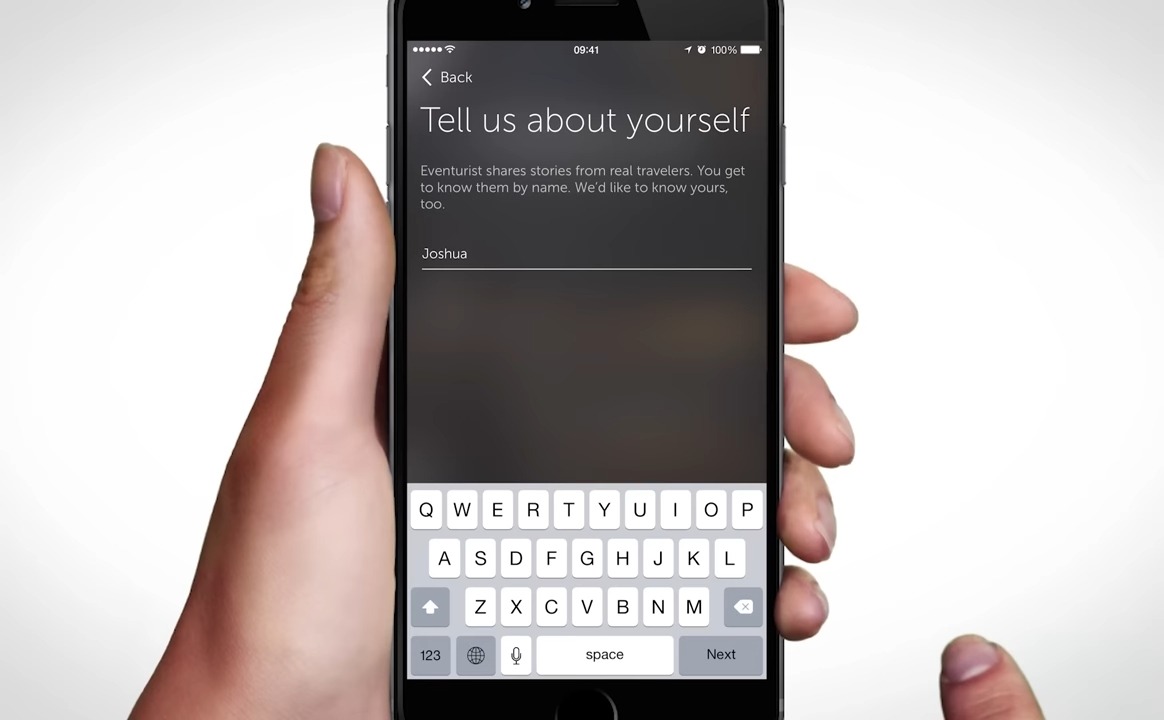 09:41
100%
Back
Tell us about yourself
Eventurist shares stories from real travelers. You get
to know them by name. We'd like to know yours,
too.
Joshua
Q W E R T Y U I O P
A S D F G H J K L
Z X C V B N M
123 space Next